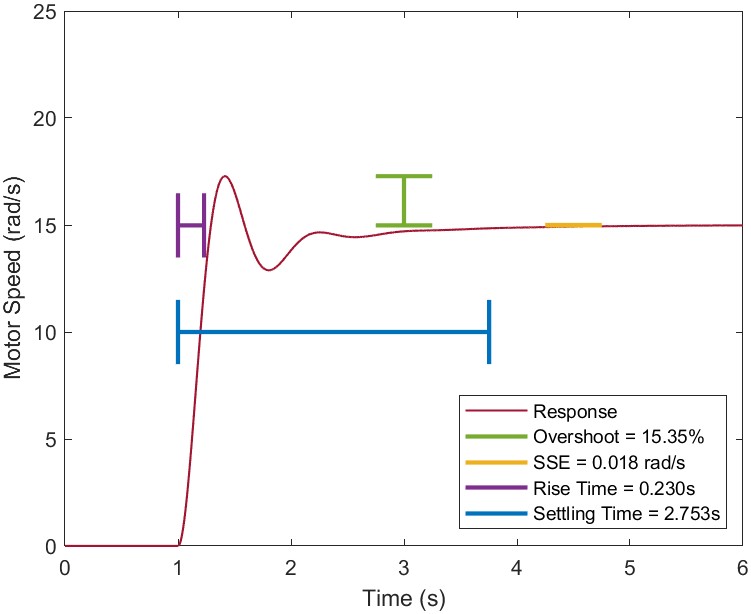 25
20
15
10
5
0
Motor Speed (rad/s)
Response
Overshoot = 15.35%
SSE = 0.018 rad/s
Rise Time = 0.230s
Settling Time = 2.753s
0 1 2 3 4 5 6
Time (s)